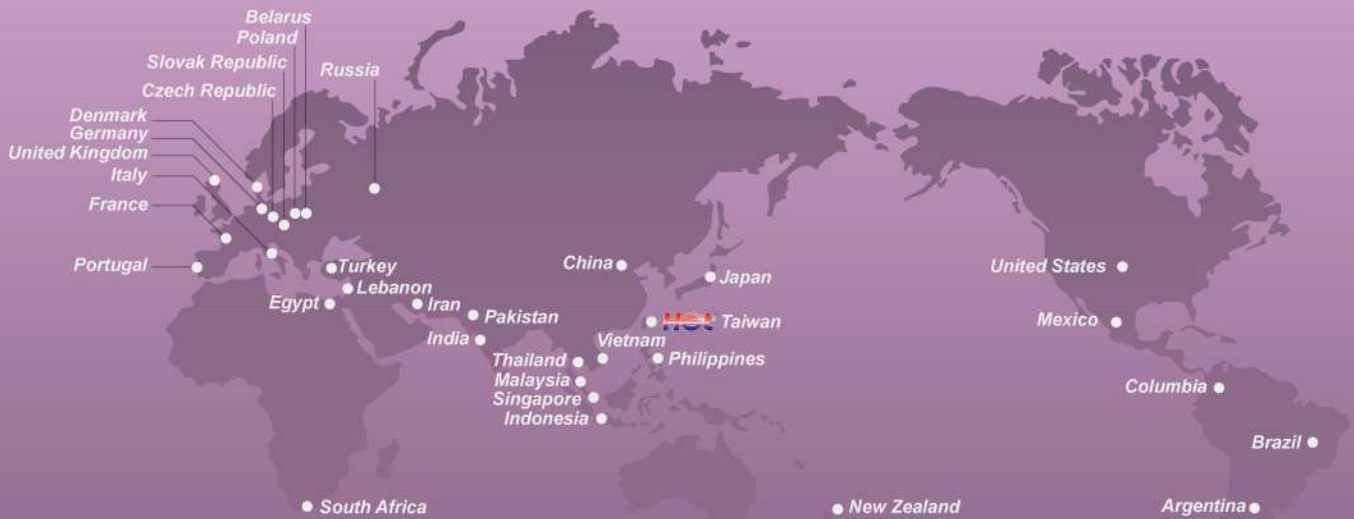 Belarus
Poland
Slovak Republic
Russia
Czech Republic
Denmark
Germany
United Kingdom
Italy
France
Portugal
Turkey
China
Japan
United States
Lebanon
Egypt
Iran
Pakistan
HOt Taiwan
Mexico
India
Vietnam
Thailand
Philippines
Malaysia
Singapore
Columbia
Indonesia
Brazil
South Africa
New Zealand
Argentina